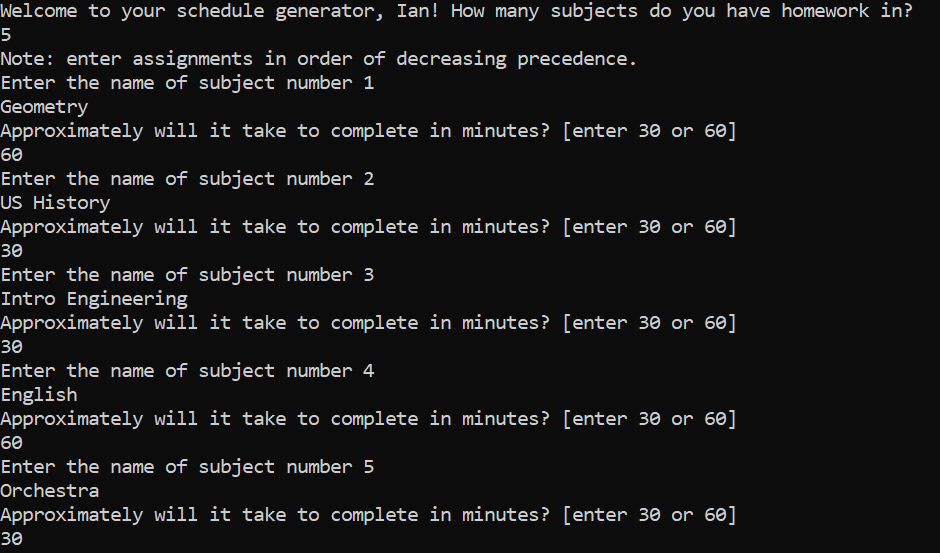 Welcome to your schedule generator, Ian! How many subjects do you have homework in?
5
Note: enter assignments in order of decreasing precedence.
Enter the name of subject number 1
Geometry
Approximately will it take to complete in minutes? [enter 30 or 60]
60
Enter the name of subject number 2
US History
Approximately will it take to complete in minutes? [enter 30 or 60]
30
Enter the name of subject number 3
Intro Engineering
Approximately will it take to complete in minutes? [enter 30 or 60]
30
Enter the name of subject number 4
English
Approximately will it take to complete in minutes? [enter 30 or 60]
60
Enter the name of subject number 5
Orchestra
Approximately will it take to complete in minutes? [enter 30 or 60]
30